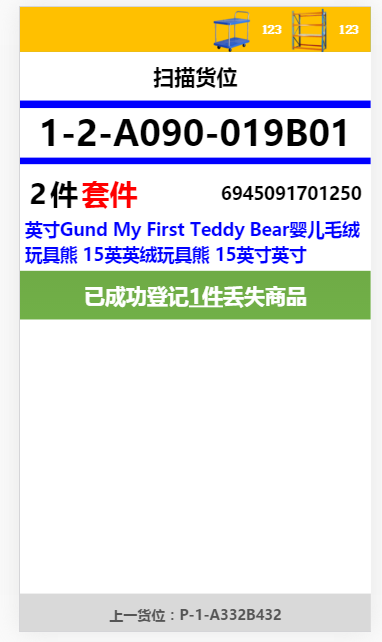 123 123
扫描货位
1-2-A090-019B01
2件套件 6945091701250
英寸Gund My First Teddy Bear婴儿毛绒
玩具熊 15英英绒玩具熊 15英寸英寸
已成功登记1件丢失商品
上一货位：P-1-A332B432